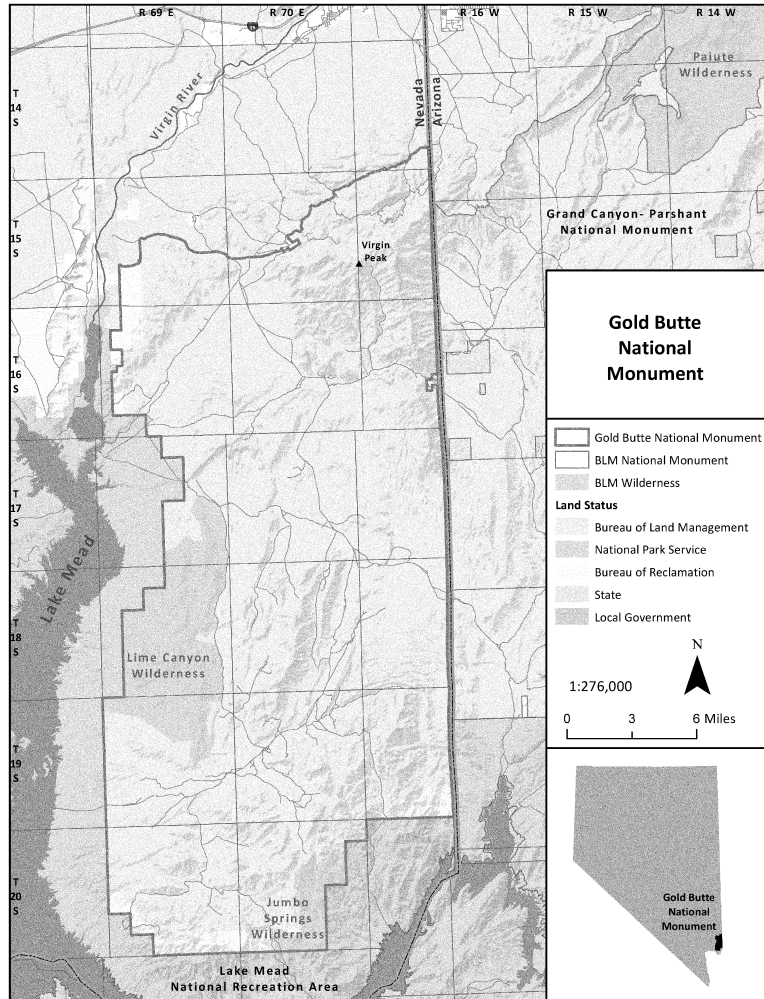 R 69 E
R 70 E
R 16 W
R 15 W
R 14 W
T
14
S
Virgin River
Nevada
Arizona
Paiute
Wilderness
Grand Canyon- Parshant
National Monument
T
15
S
Virgin
Peak
T
16
S
Gold Butte
National
Monument
Gold Butte National Monument
BLM National Monument
BLM Wilderness
Land Status
Bureau of Land Management
National Park Service
Bureau of Reclamation
State
Local Government
T
17
S
Lake Mead
T
18
S
Lime Canyon
Wilderness
N
1:276,000
0 3 6 Miles
T
19
S
T
20
S
Jumbo
Springs
Wilderness
Lake Mead
National Recreation Area
Gold Butte
National
Monument